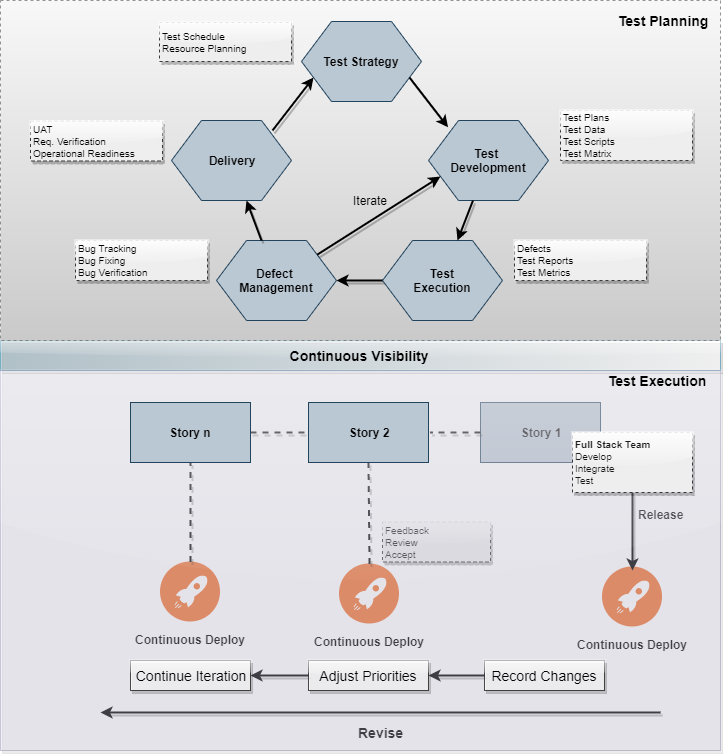 Test Planning
Test Schedule
Resource Planning
Test Strategy
UAT
Req. Verification
Operational Readiness
Delivery
Test
Development
Test Plans
Test Data
Test Scripts
Test Matrix
Iterate
Bug Tracking
Bug Fixing
Bug Verification
Defect
Management
Test
Execution
Defects
Test Reports
Test Metrics
Continuous Visibility
Test Execution
Story n
Story 2
Story 1
Full Stack Team
Develop
Integrate
Test
Release
Feedback
Review
Accept
Continuous Deploy
Continuous Deploy
Continuous Deploy
Continue Iteration
Adjust Priorities
Record Changes
Revise